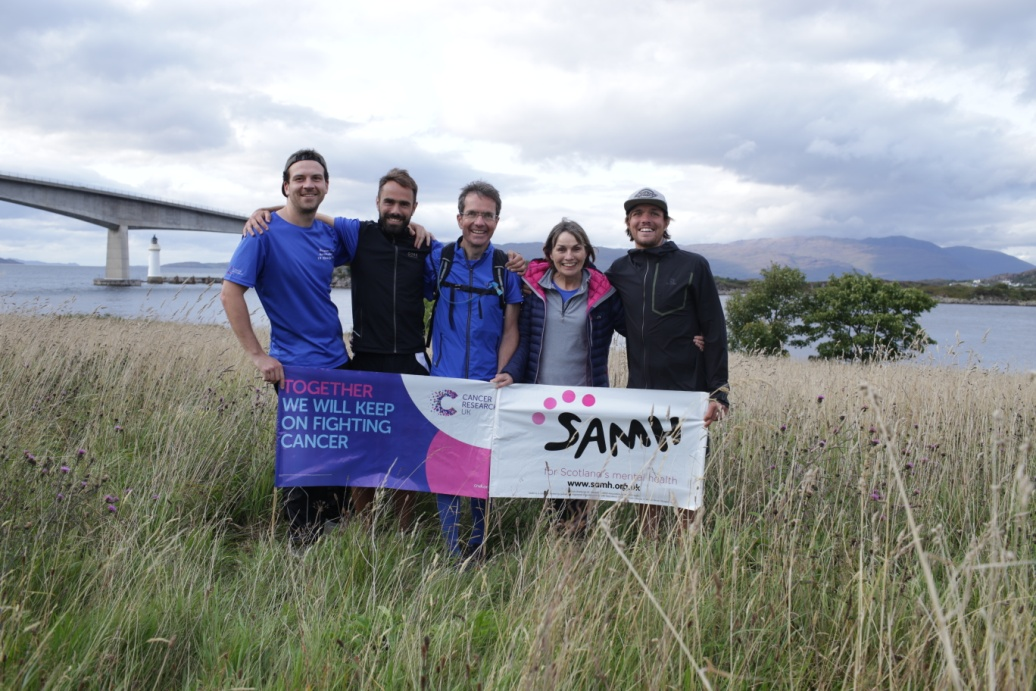 TOGETHER
WE WILL KEEP
ON FIGHTING
CANCER
CANCER
RESEARCH
UK
SAMH
for Scotland's mental health
www.samh.org.uk